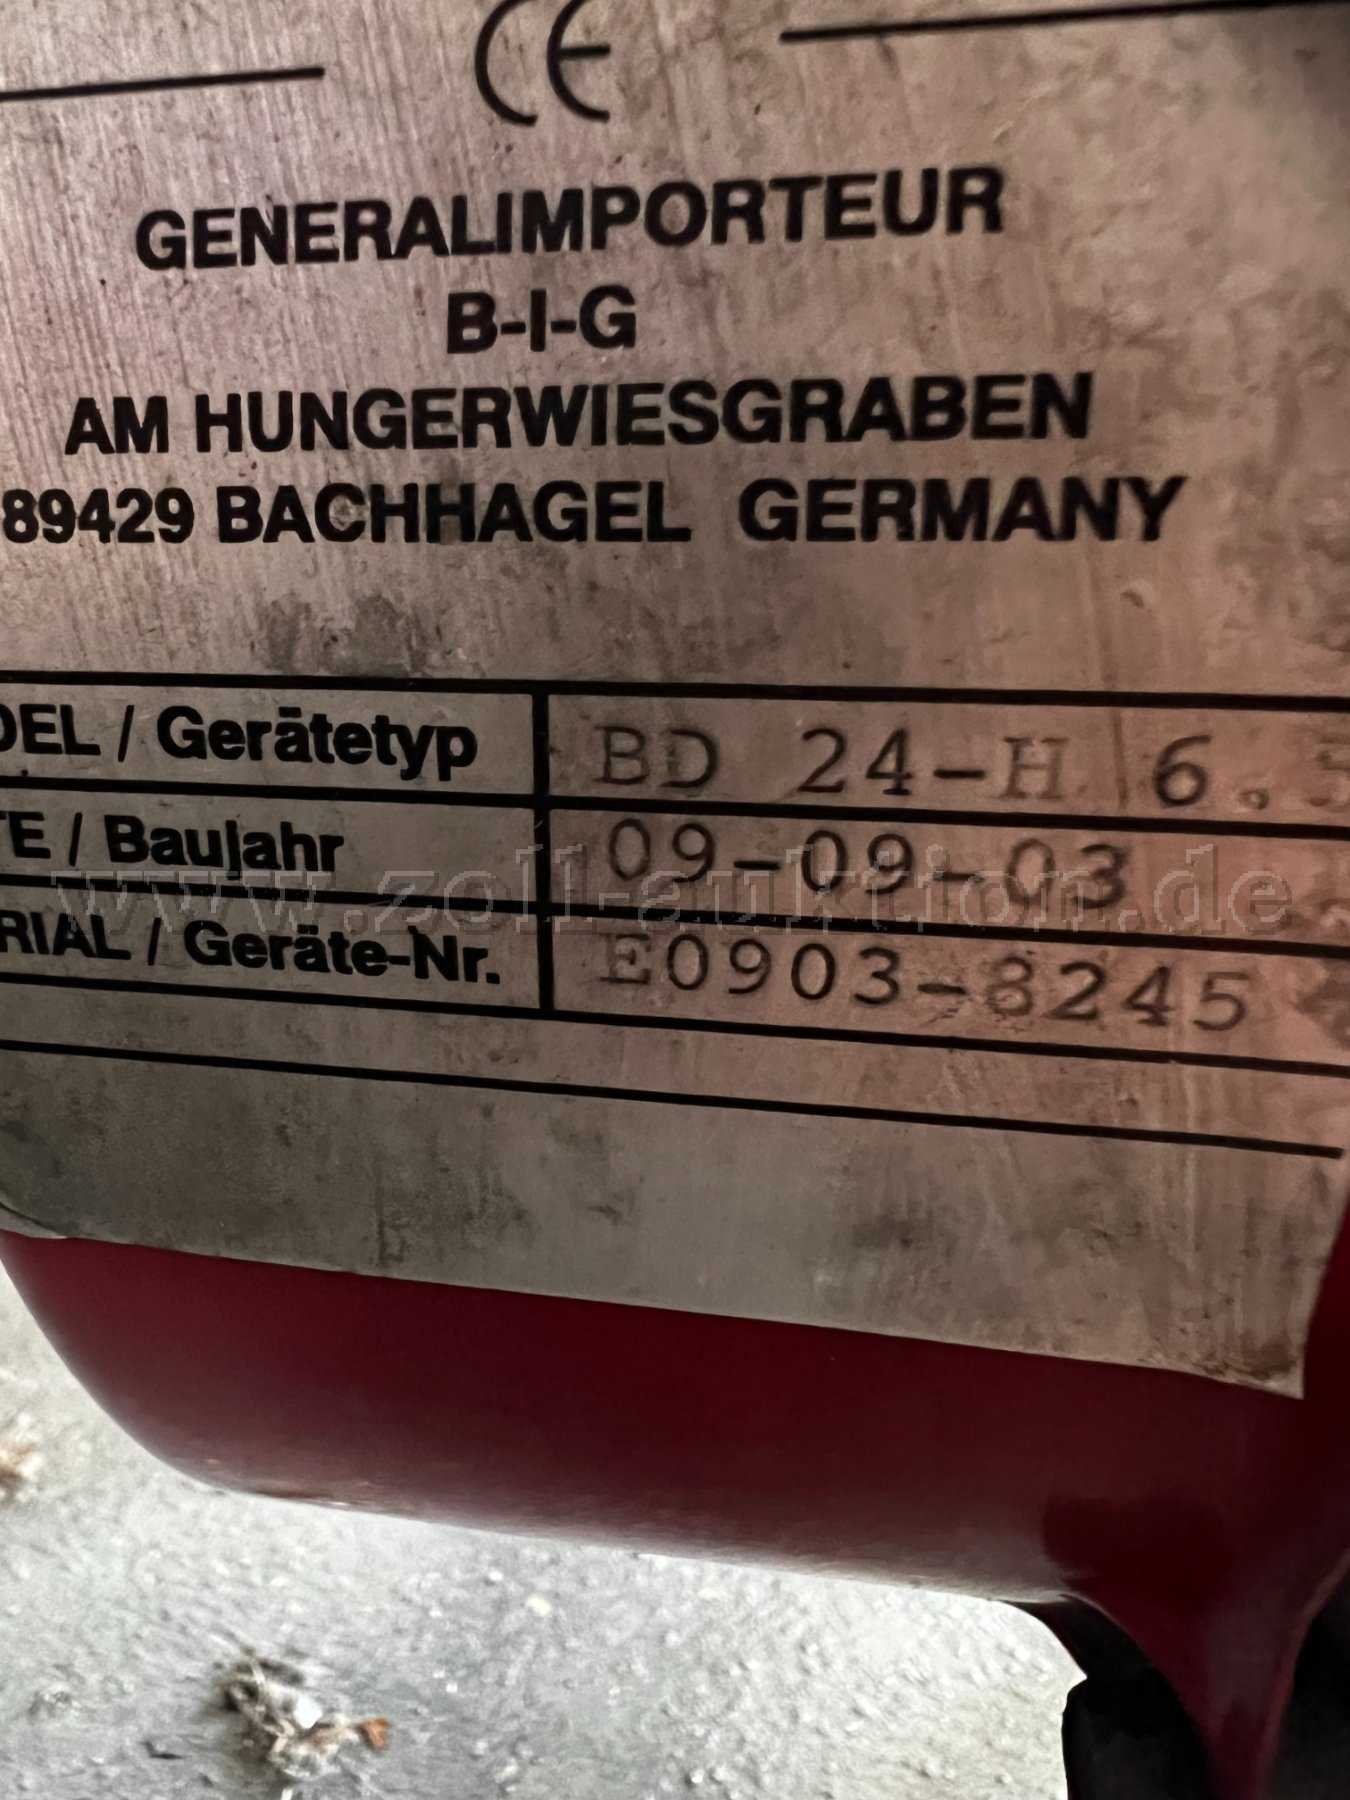 CE
GENERALIMPORTEUR
B-I-G
AM HUNGERWIESGRABEN
89429 BACHHAGEL GERMANY
DEL / Gerätetyp BD 24-H 6.5
TE / Baujahr 09-09-03
RIAL / Geräte-Nr. E0903-8245
www.zoll-auktion.de